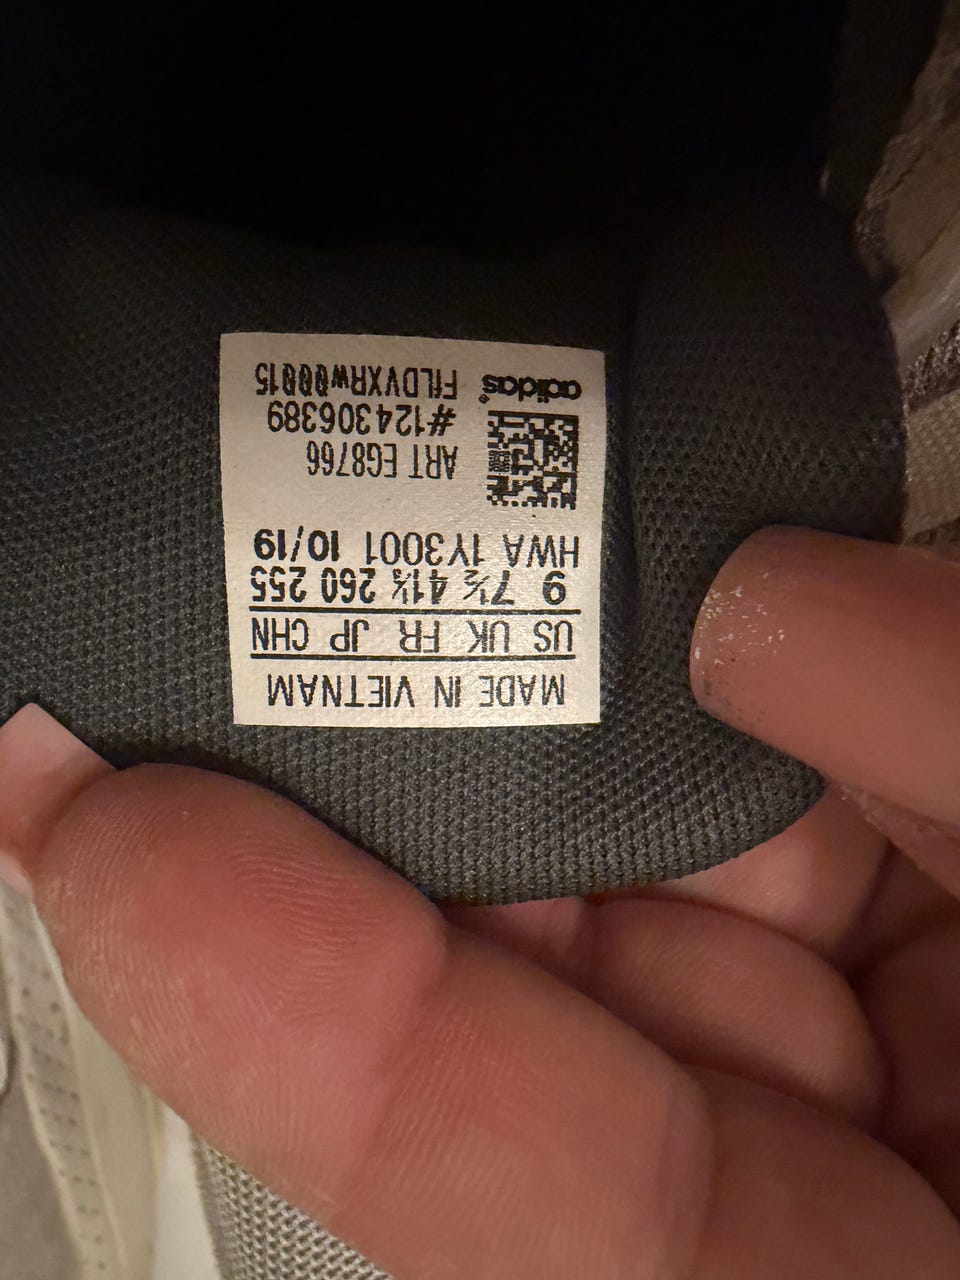 MADE IN VIETNAM
US UK FR JP CHN
9 7½ 41⅓ 260 255
HWA 1Y3001 10/19
ART EG8766
#124306389
adidas